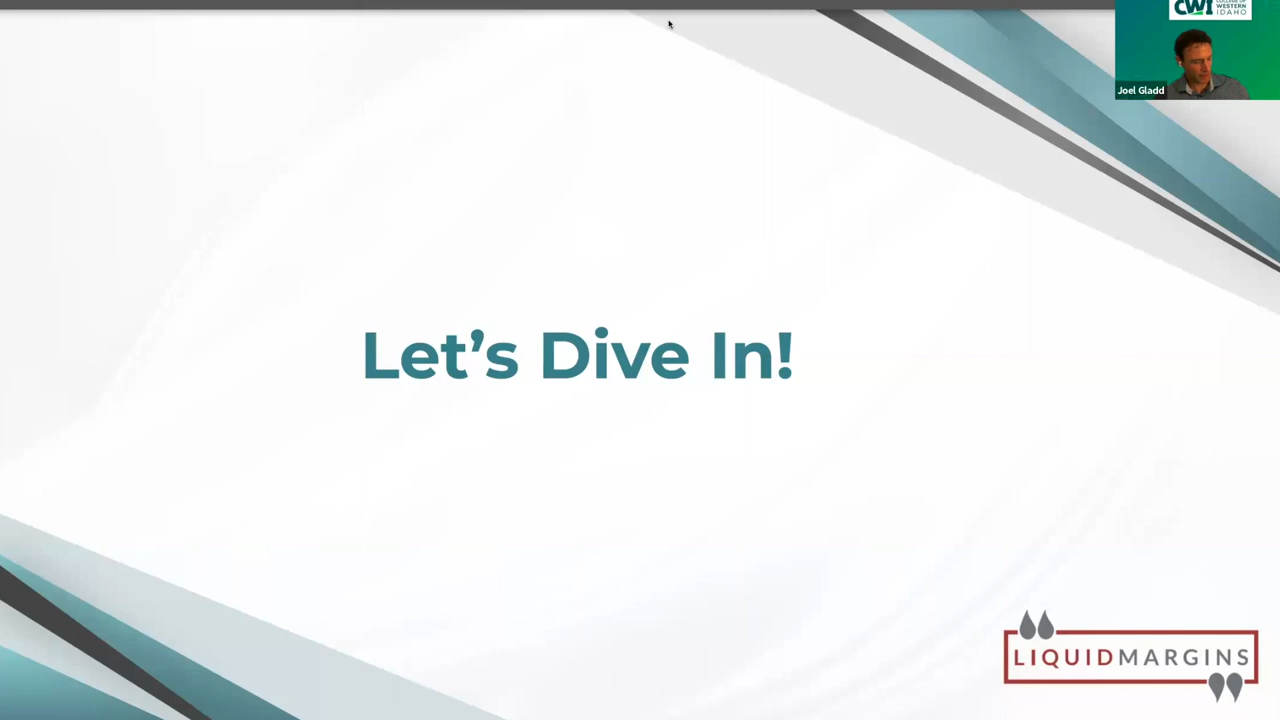 CWI
COLLEGE OF
WESTERN
IDAHO
Joel Gladd
Let’s Dive In!
LIQUIDMARGINS